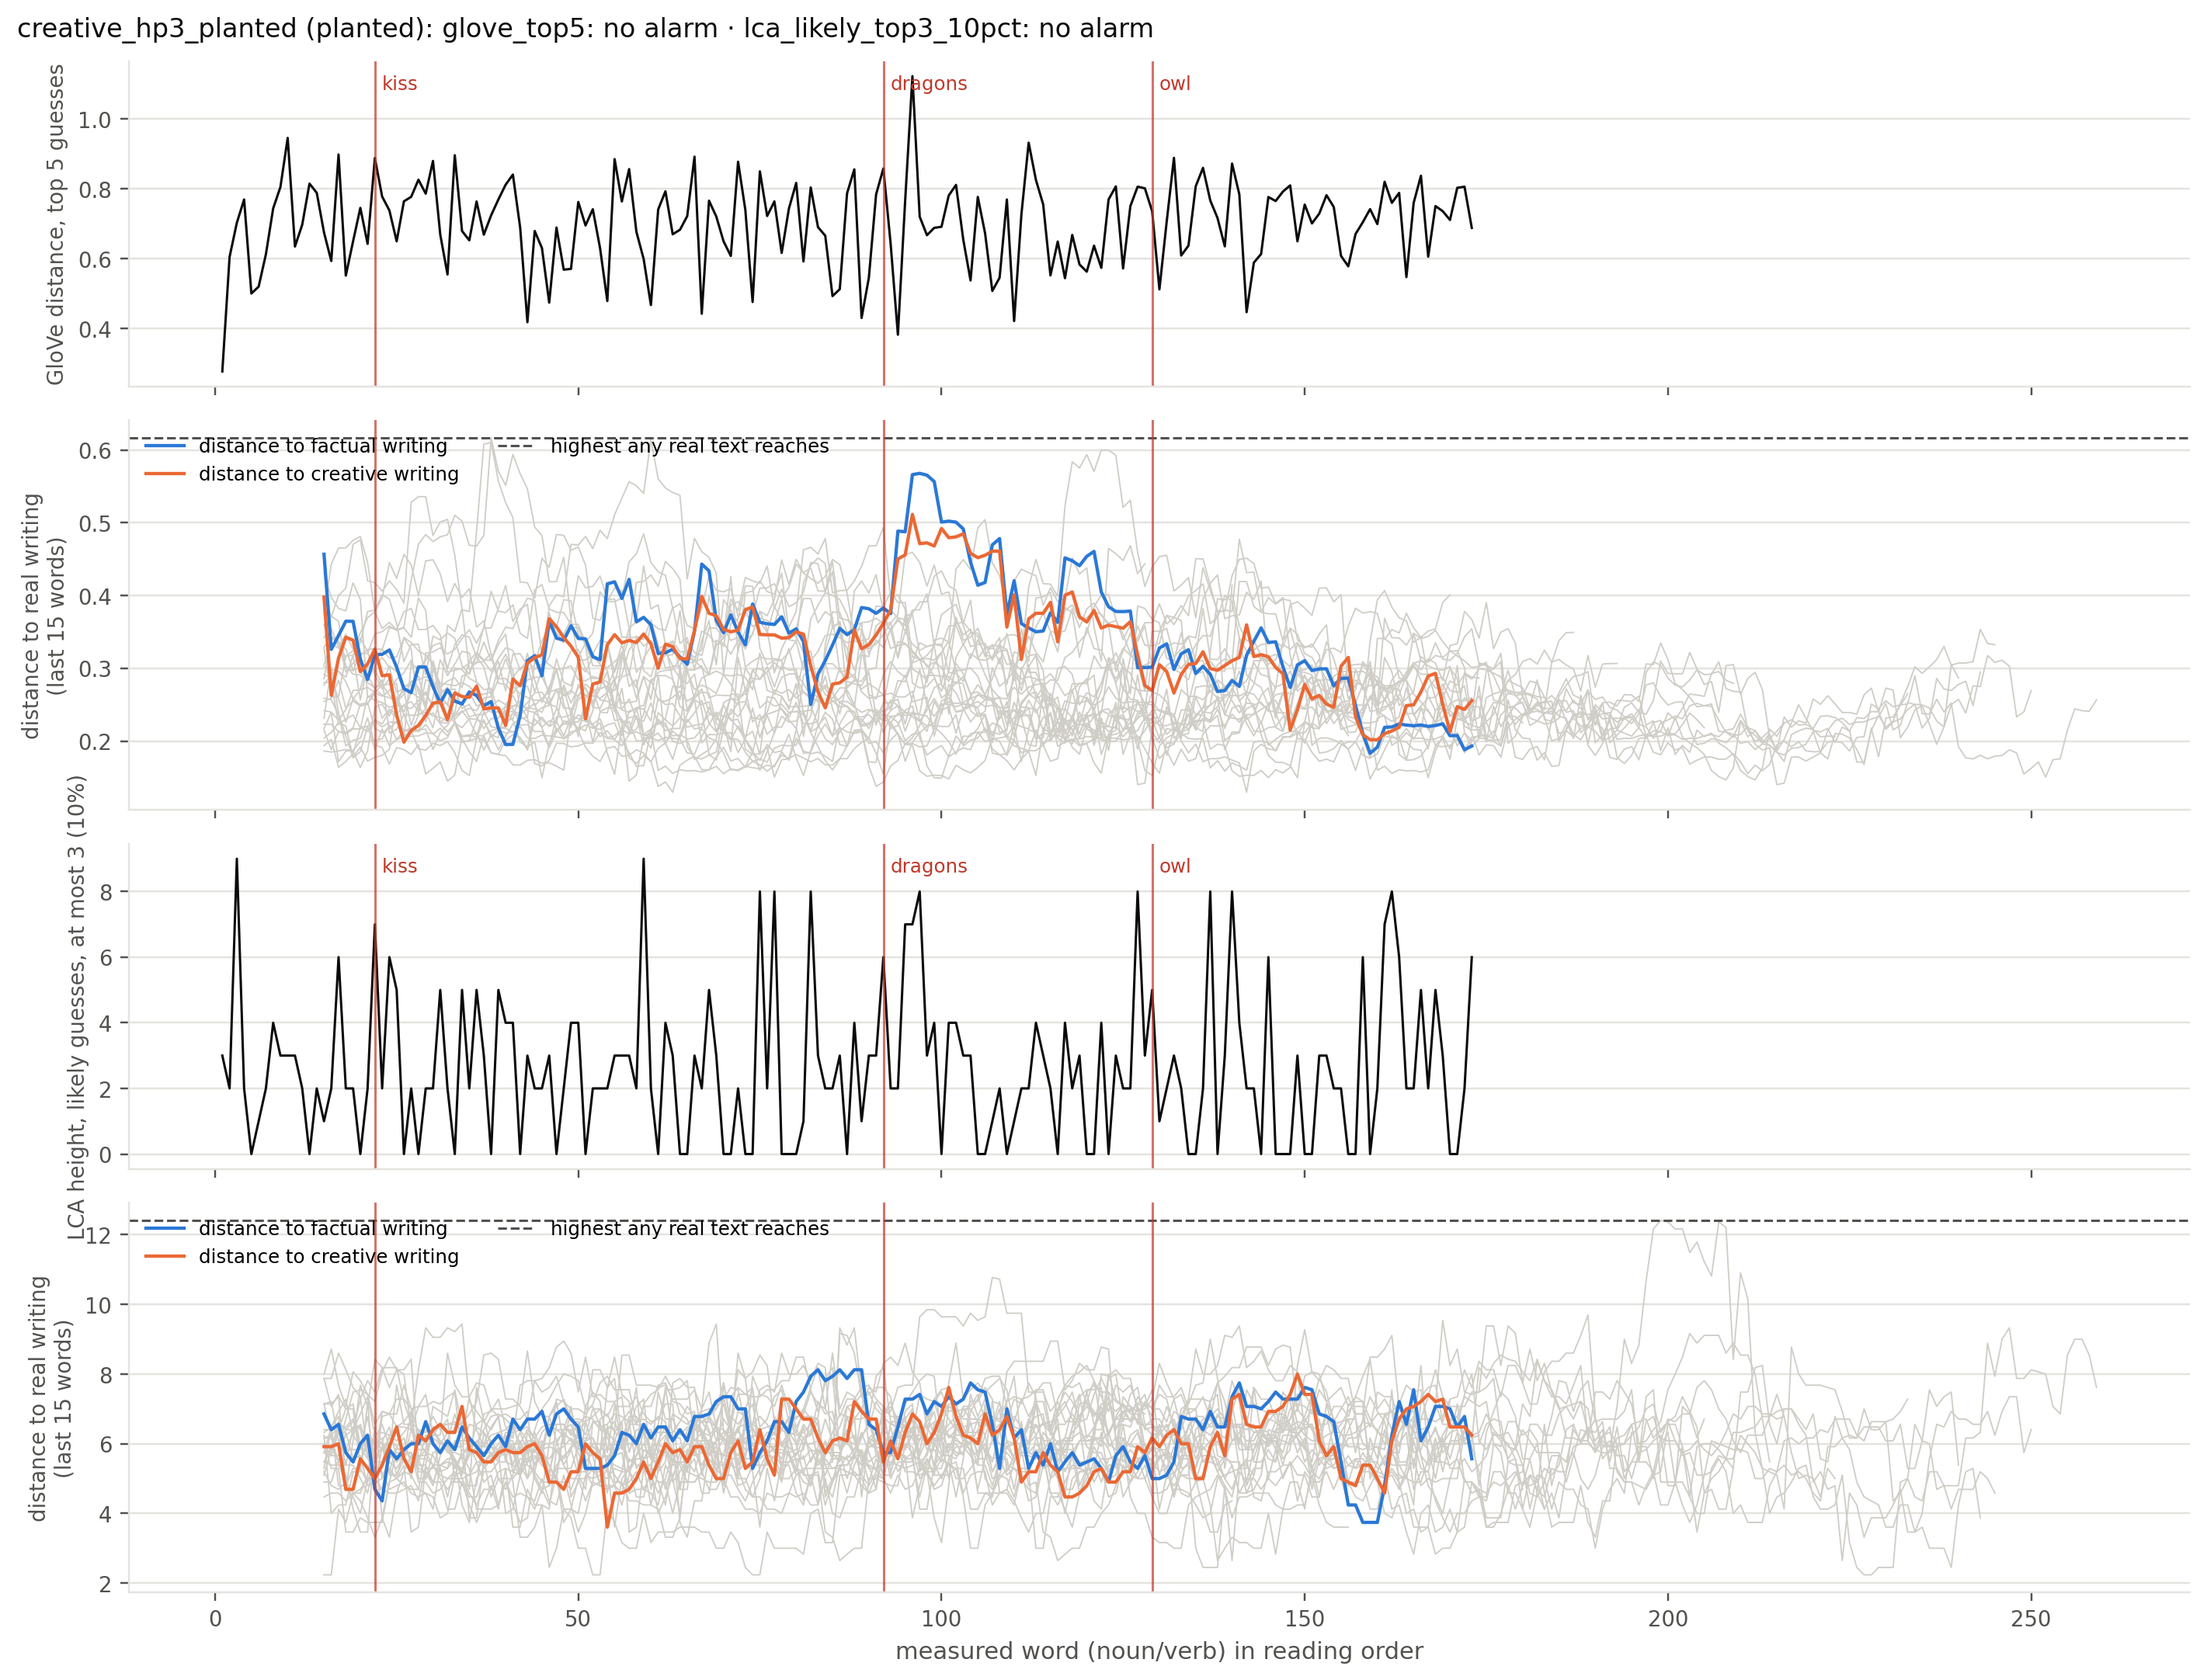 creative_hp3_planted (planted): glove_top5: no alarm · lca_likely_top3_10pct: no alarm
GloVe distance, top 5 guesses
1.0
0.8
0.6
0.4
kiss
dragons
owl
distance to real writing
(last 15 words)
0.6
0.5
0.4
0.3
0.2
distance to factual writing
distance to creative writing
highest any real text reaches
LCA height, likely guesses, at most 3 (10%)
8
6
4
2
0
kiss
dragons
owl
distance to real writing
(last 15 words)
12
10
8
6
4
2
distance to factual writing
distance to creative writing
highest any real text reaches
0
50
100
150
200
250
measured word (noun/verb) in reading order